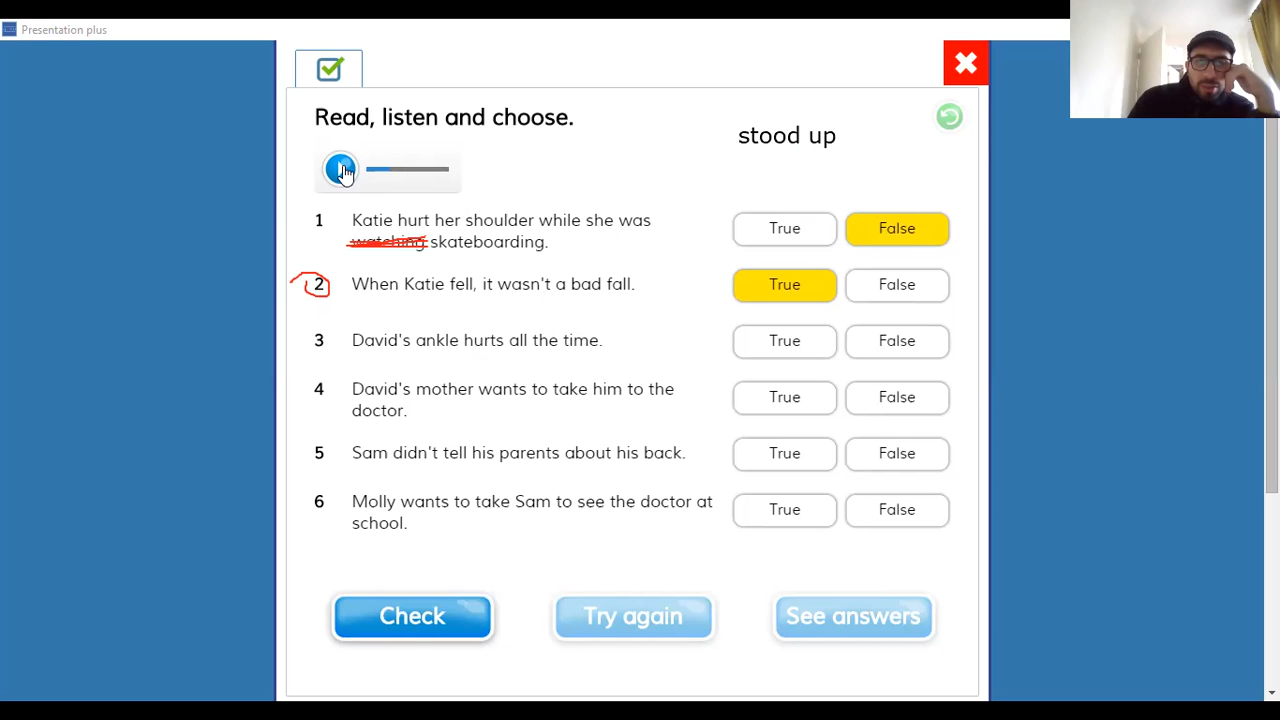 Presentation plus
Read, listen and choose.
stood up
1 Katie hurt her shoulder while she was
watching skateboarding.
True False
2 When Katie fell, it wasn't a bad fall.
True False
3 David's ankle hurts all the time.
True False
4 David's mother wants to take him to the
doctor.
True False
5 Sam didn't tell his parents about his back.
True False
6 Molly wants to take Sam to see the doctor at
school.
True False
Check Try again See answers